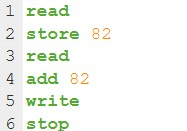 1 read
2 store 82
3 read
4 add 82
5 write
6 stop